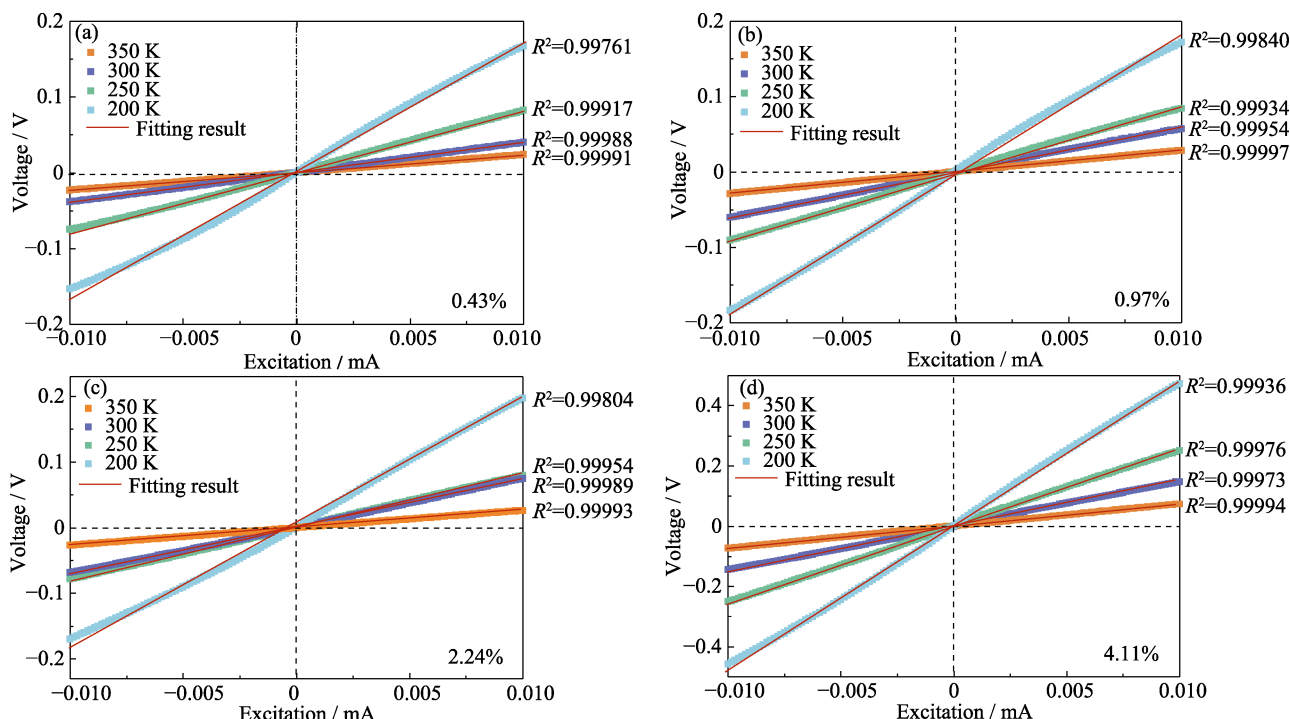 (a)
350 K
300 K
250 K
200 K
Fitting result
R²=0.99761
R²=0.99917
R²=0.99988
R²=0.99991
0.43%
0.2
0.1
0
−0.1
−0.2
Voltage / V
−0.010
−0.005
0
0.005
0.010
Excitation / mA
(b)
350 K
300 K
250 K
200 K
Fitting result
R²=0.99840
R²=0.99934
R²=0.99954
R²=0.99997
0.97%
0.2
0.1
0
−0.1
−0.2
Voltage / V
−0.010
−0.005
0
0.005
0.010
Excitation / mA
(c)
350 K
300 K
250 K
200 K
Fitting result
R²=0.99804
R²=0.99954
R²=0.99989
R²=0.99993
2.24%
0.2
0.1
0
−0.1
−0.2
Voltage / V
−0.010
−0.005
0
0.005
0.010
Excitation / mA
(d)
350 K
300 K
250 K
200 K
Fitting result
R²=0.99936
R²=0.99976
R²=0.99973
R²=0.99994
4.11%
0.4
0.2
0
−0.2
−0.4
Voltage / V
−0.010
−0.005
0
0.005
0.010
Excitation / mA